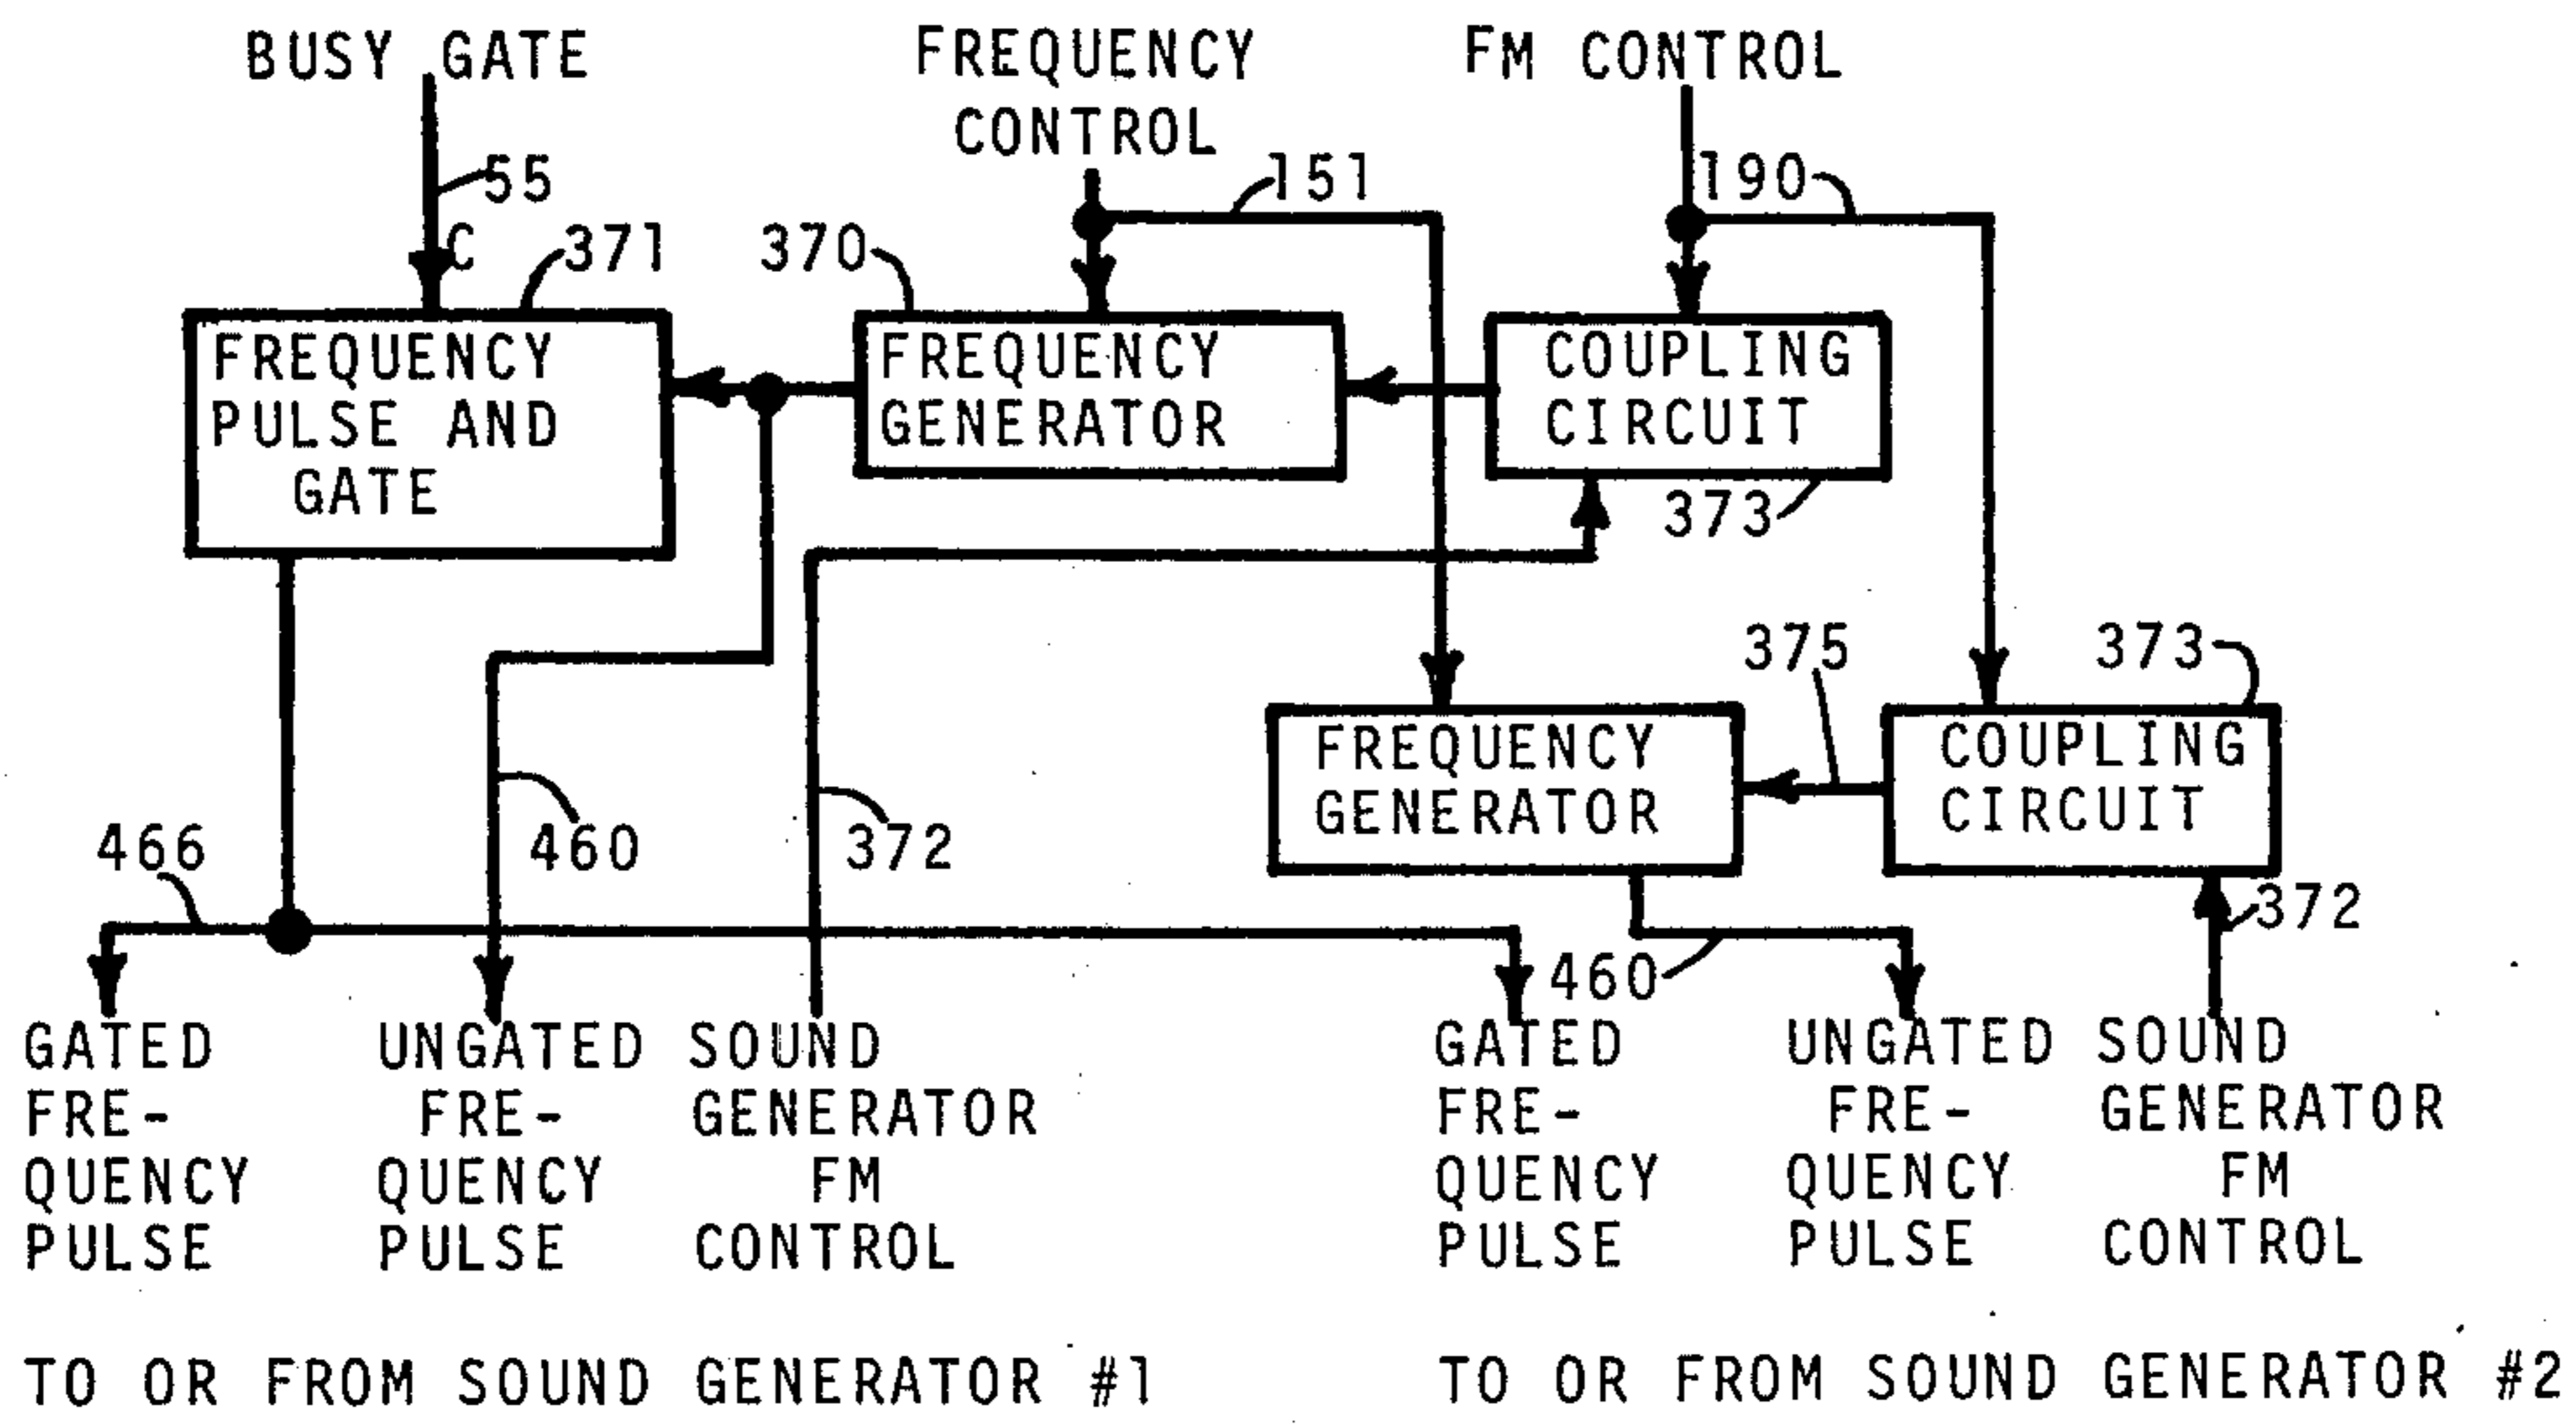 BUSY GATE
FREQUENCY
CONTROL
FM CONTROL
55
151
190
C
371
370
FREQUENCY
PULSE AND
GATE
FREQUENCY
GENERATOR
COUPLING
CIRCUIT
373
375
373
FREQUENCY
GENERATOR
COUPLING
CIRCUIT
466
460
372
372
460
GATED
FRE-
QUENCY
PULSE
UNGATED
FRE-
QUENCY
PULSE
SOUND
GENERATOR
FM
CONTROL
GATED
FRE-
QUENCY
PULSE
UNGATED
FRE-
QUENCY
PULSE
SOUND
GENERATOR
FM
CONTROL
TO OR FROM SOUND GENERATOR #1
TO OR FROM SOUND GENERATOR #2